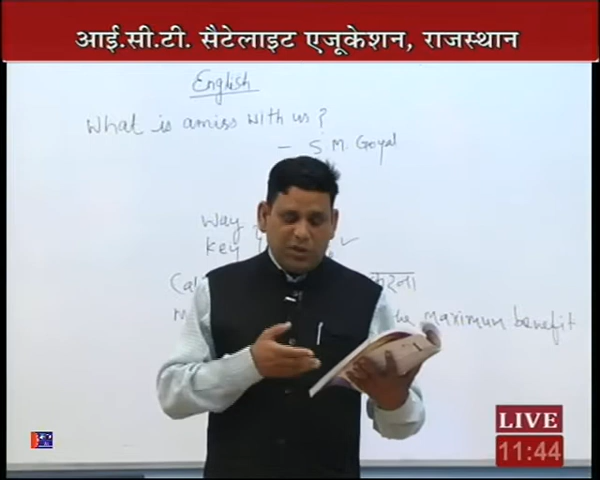 आई.सी.टी. सैटेलाइट एजूकेशन, राजस्थान
English
What is amiss with us?
- S.M. Goyal
Way
Key
करना
the maximum benefit
LIVE
11:44